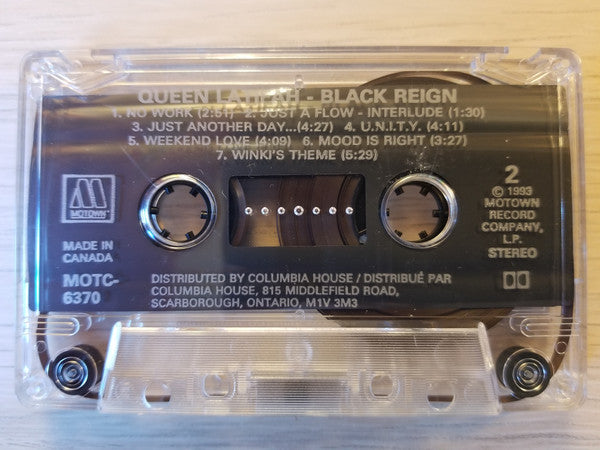 QUEEN LATIFAH - BLACK REIGN
1. NO WORK (2:51) 2. JUST A FLOW - INTERLUDE (1:30)
3. JUST ANOTHER DAY...(4:27) 4. U.N.I.T.Y. (4:11)
5. WEEKEND LOVE (4:09) 6. MOOD IS RIGHT (3:27)
7. WINKI'S THEME (5:29)
2
© 1993
MOTOWN
RECORD
COMPANY,
L.P.
STEREO
M
MOTOWN
MADE IN
CANADA
MOTC-
6370
DISTRIBUTED BY COLUMBIA HOUSE / DISTRIBUÉ PAR
COLUMBIA HOUSE, 815 MIDDLEFIELD ROAD,
SCARBOROUGH, ONTARIO, M1V 3M3